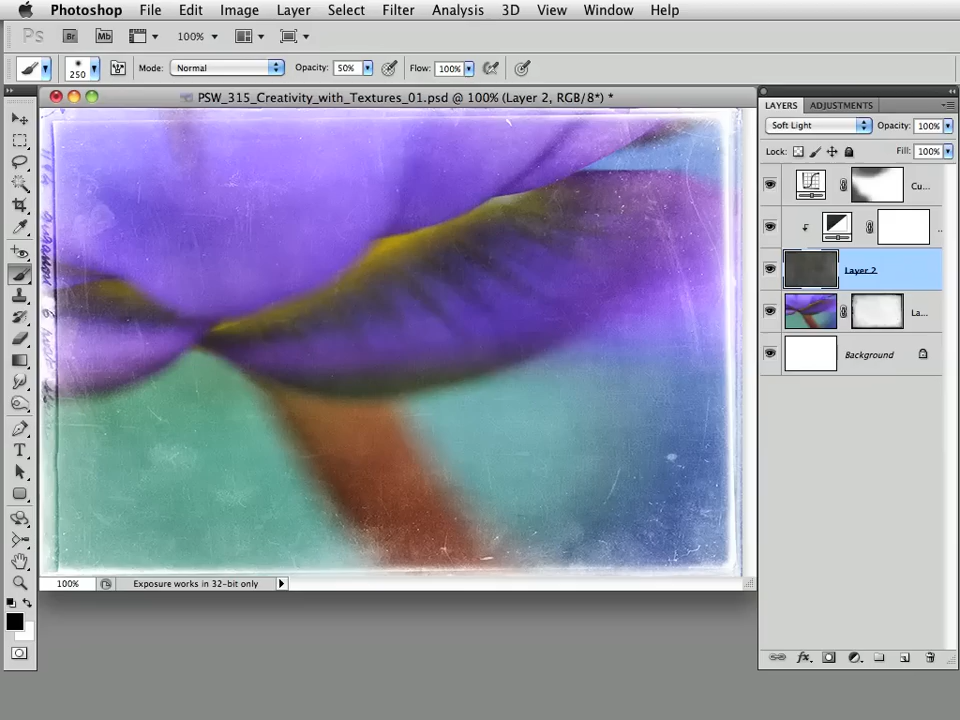 Photoshop File Edit Image Layer Select Filter Analysis 3D View Window Help
Ps Br Mb 100%
250 Mode: Normal Opacity: 50% Flow: 100%
PSW_315_Creativity_with_Textures_01.psd @ 100% (Layer 2, RGB/8*) *
LAYERS ADJUSTMENTS
Soft Light Opacity: 100%
Lock: Fill: 100%
Cu...
..
Layer 2
La...
Background
T
100% Exposure works in 32-bit only
fx